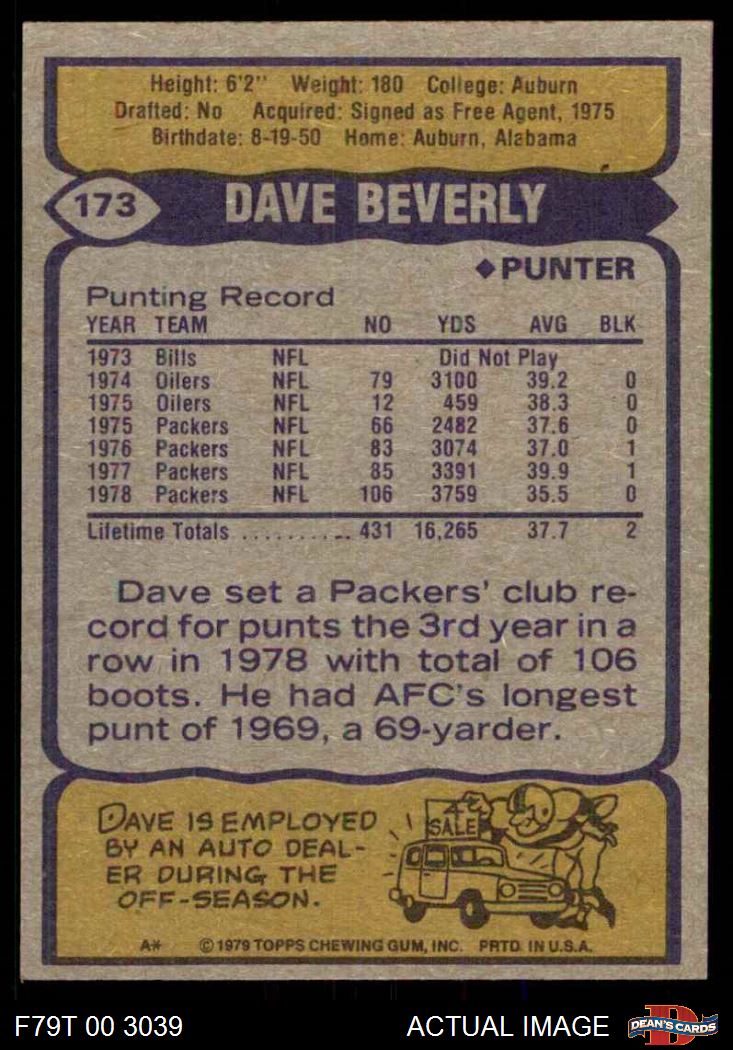 Height: 6'2" Weight: 180 College: Auburn
Drafted: No Acquired: Signed as Free Agent, 1975
Birthdate: 8-19-50 Home: Auburn, Alabama
173 DAVE BEVERLY
◆PUNTER
Punting Record
YEAR TEAM NO YDS AVG BLK
1973 Bills NFL Did Not Play
1974 Oilers NFL 79 3100 39.2 0
1975 Oilers NFL 12 459 38.3 0
1975 Packers NFL 66 2482 37.6 0
1976 Packers NFL 83 3074 37.0 1
1977 Packers NFL 85 3391 39.9 1
1978 Packers NFL 106 3759 35.5 0
Lifetime Totals .......... 431 16,265 37.7 2
Dave set a Packers' club re-
cord for punts the 3rd year in a
row in 1978 with total of 106
boots. He had AFC's longest
punt of 1969, a 69-yarder.
DAVE IS EMPLOYED
BY AN AUTO DEAL-
ER DURING THE
OFF-SEASON.
SALE
A* ©1979 TOPPS CHEWING GUM, INC. PRTD. IN U.S.A.
F79T 00 3039 ACTUAL IMAGE D DEAN'S CARDS